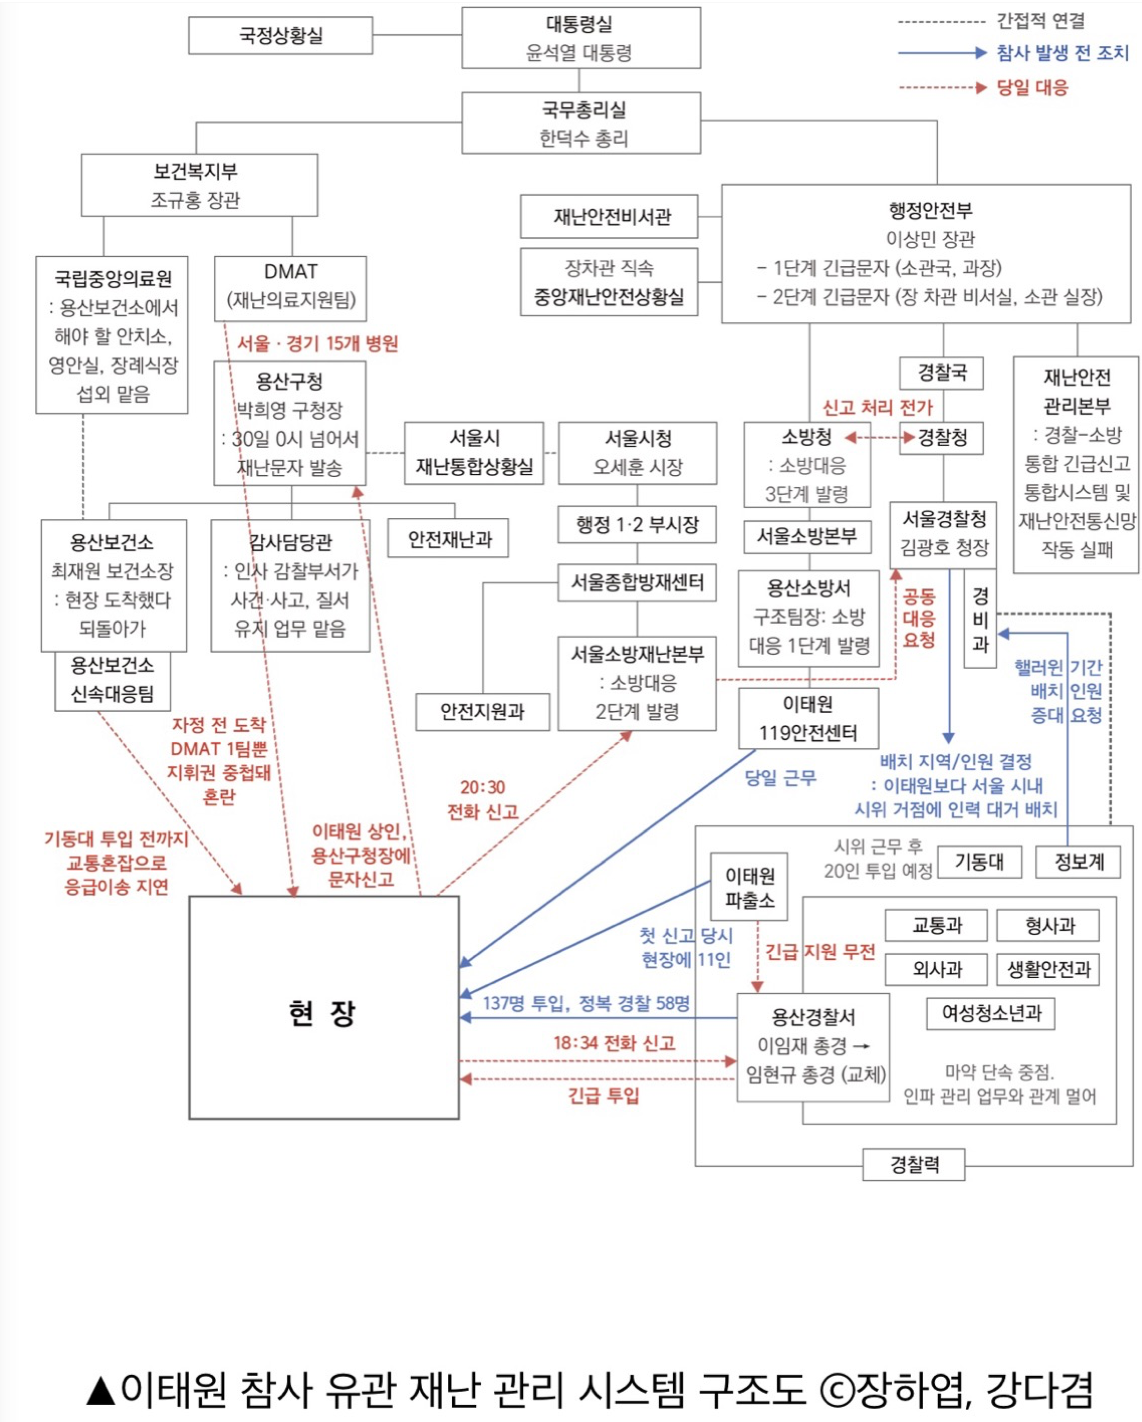 국정상황실
대통령실
윤석열 대통령
간접적 연결
참사 발생 전 조치
당일 대응
국무총리실
한덕수 총리
보건복지부
조규홍 장관
재난안전비서관
장차관 직속
중앙재난안전상황실
행정안전부
이상민 장관
- 1단계 긴급문자 (소관국, 과장)
- 2단계 긴급문자 (장 차관 비서실, 소관 실장)
국립중앙의료원
: 용산보건소에서
해야 할 안치소,
영안실, 장례식장
섭외 맡음
DMAT
(재난의료지원팀)
서울 · 경기 15개 병원
용산구청
박희영 구청장
: 30일 0시 넘어서
재난문자 발송
서울시
재난통합상황실
서울시청
오세훈 시장
행정 1·2 부시장
서울종합방재센터
서울소방재난본부
: 소방대응
2단계 발령
안전지원과
경찰국
신고 처리 전가
소방청
: 소방대응
3단계 발령
경찰청
재난안전
관리본부
: 경찰-소방
통합 긴급신고
통합시스템 및
재난안전통신망
작동 실패
서울소방본부
서울경찰청
김광호 청장
용산소방서
구조팀장: 소방
대응 1단계 발령
공동
대응
요청
경
비
과
이태원
119안전센터
핼러윈 기간
배치 인원
증대 요청
용산보건소
최재원 보건소장
: 현장 도착했다
되돌아가
용산보건소
신속대응팀
감사담당관
: 인사 감찰부서가
사건·사고, 질서
유지 업무 맡음
안전재난과
자정 전 도착
DMAT 1팀뿐
지휘권 중첩돼
혼란
기동대 투입 전까지
교통혼잡으로
응급이송 지연
이태원 상인,
용산구청장에
문자신고
20:30
전화 신고
당일 근무
배치 지역/인원 결정
: 이태원보다 서울 시내
시위 거점에 인력 대거 배치
시위 근무 후
20인 투입 예정
기동대
정보계
이태원
파출소
첫 신고 당시
현장에 11인
긴급 지원 무전
교통과
형사과
외사과
생활안전과
여성청소년과
마약 단속 중점.
인파 관리 업무와 관계 멀어
현 장
137명 투입, 정복 경찰 58명
18:34 전화 신고
긴급 투입
용산경찰서
이임재 총경 →
임현규 총경 (교체)
경찰력
▲이태원 참사 유관 재난 관리 시스템 구조도 ⓒ장하엽, 강다겸